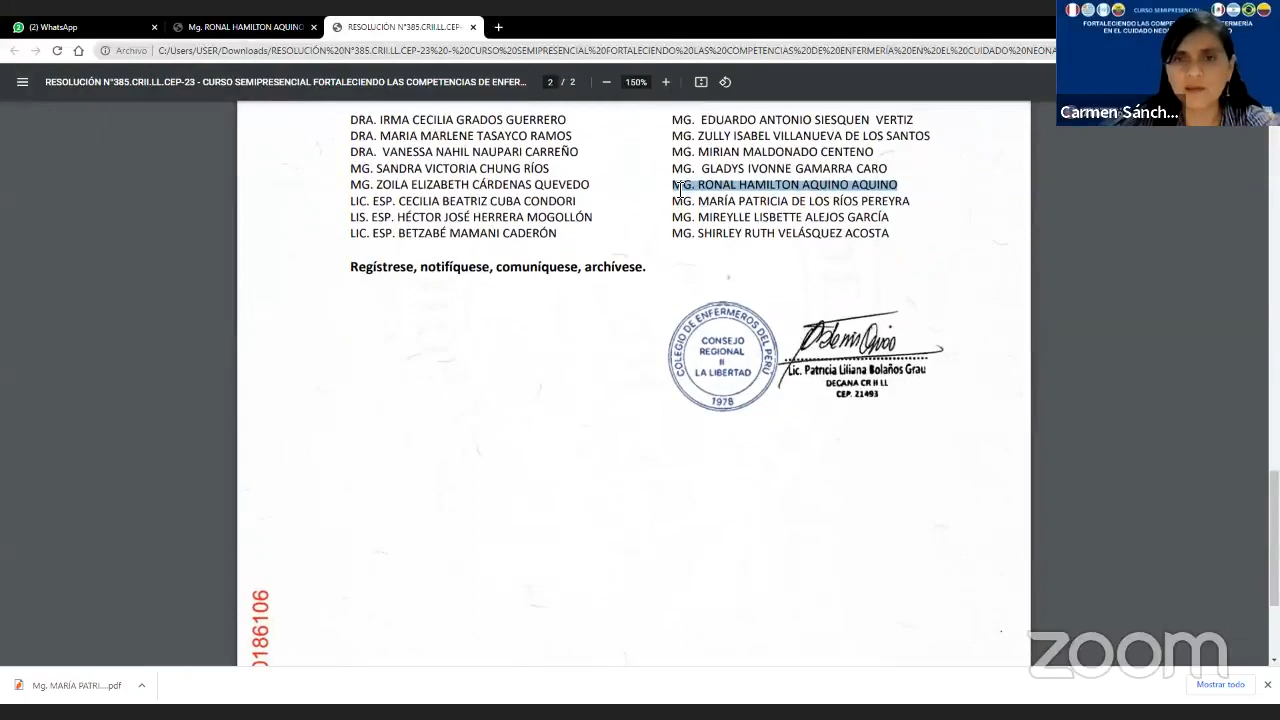 (2) WhatsApp
Mg. RONAL HAMILTON AQUINO
RESOLUCIÓN N°385.CRII.LL.CEP-
Archivo
C:/Users/USER/Downloads/RESOLUCIÓN%20N°385.CRII.LL.CEP-23%20-%20CURSO%20SEMIPRESENCIAL%20FORTALECIENDO%20LAS%20COMPETENCIAS%20DE%20ENFERMERÍA%20EN%20EL%20CUIDADO%20NEONA
RESOLUCIÓN N°385.CRII.LL.CEP-23 - CURSO SEMIPRESENCIAL FORTALECIENDO LAS COMPETENCIAS DE ENFER...
2 / 2
150%
CURSO SEMIPRESENCIAL
FORTALECIENDO LAS
EN EL CUIDADO
Carmen Sánch...
DRA. IRMA CECILIA GRADOS GUERRERO
DRA. MARIA MARLENE TASAYCO RAMOS
DRA. VANESSA NAHIL NAUPARI CARREÑO
MG. SANDRA VICTORIA CHUNG RÍOS
MG. ZOILA ELIZABETH CÁRDENAS QUEVEDO
LIC. ESP. CECILIA BEATRIZ CUBA CONDORI
LIS. ESP. HÉCTOR JOSÉ HERRERA MOGOLLÓN
LIC. ESP. BETZABÉ MAMANI CADERÓN
MG. EDUARDO ANTONIO SIESQUEN VERTIZ
MG. ZULLY ISABEL VILLANUEVA DE LOS SANTOS
MG. MIRIAN MALDONADO CENTENO
MG. GLADYS IVONNE GAMARRA CARO
MG. RONAL HAMILTON AQUINO AQUINO
MG. MARÍA PATRICIA DE LOS RÍOS PEREYRA
MG. MIREYLLE LISBETTE ALEJOS GARCÍA
MG. SHIRLEY RUTH VELÁSQUEZ ACOSTA
Regístrese, notifíquese, comuníquese, archívese.
COLEGIO DE ENFERMEROS DEL PERÚ
CONSEJO
REGIONAL
II
LA LIBERTAD
1978
Lic. Patricia Liliana Bolaños Grau
DECANA CR II LL
CEP. 21493
0186106
zoom
Mg. MARÍA PATRI....pdf
Mostrar todo